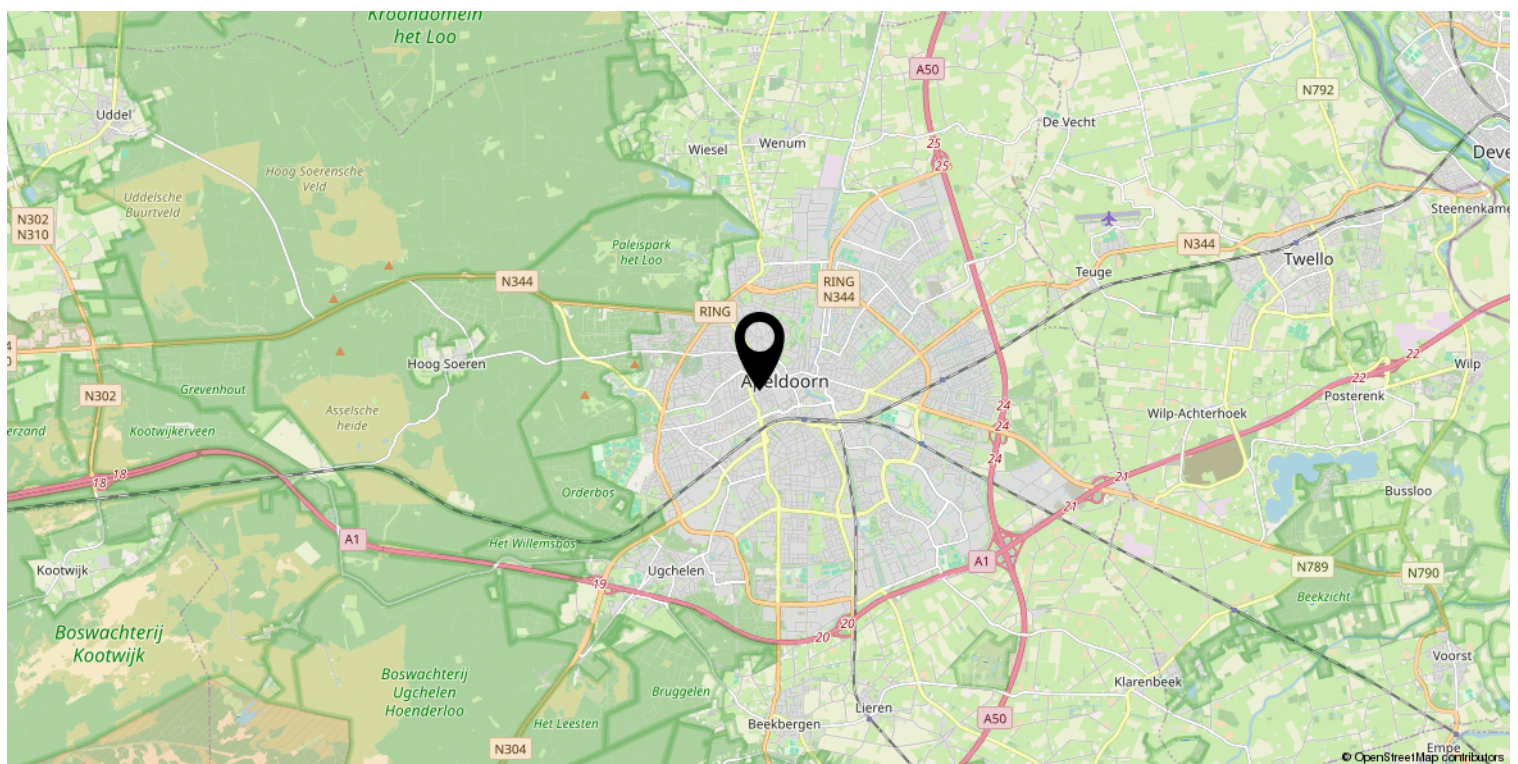 Kroondomein
het Loo
A50
N792
Uddel
De Vecht
Wiesel
Wenum
25
25
Hoog Soerensche
Veld
Uddelsche
Buurtveld
N302
N310
Steenenkame
Paleispark
het Loo
N344
Twello
Teuge
N344
RING
N344
RING
Hoog Soeren
22
22
Wilp
Posterenk
Grevenhout
N302
Asselsche
heide
24
24
24
Wilp-Achterhoek
erzand
Kootwijkerveen
18
18
21
21
Orderbos
Bussloo
A1
Het Willemsbos
Kootwijk
Ugchelen
19
A1
N789
N790
Beekzicht
20
20
Boswachterij
Kootwijk
Boswachterij
Ugchelen
Hoenderloo
Bruggelen
Voorst
Klarenbeek
Lieren
Het Leesten
Beekbergen
A50
N304
Empe
© OpenStreetMap contributors